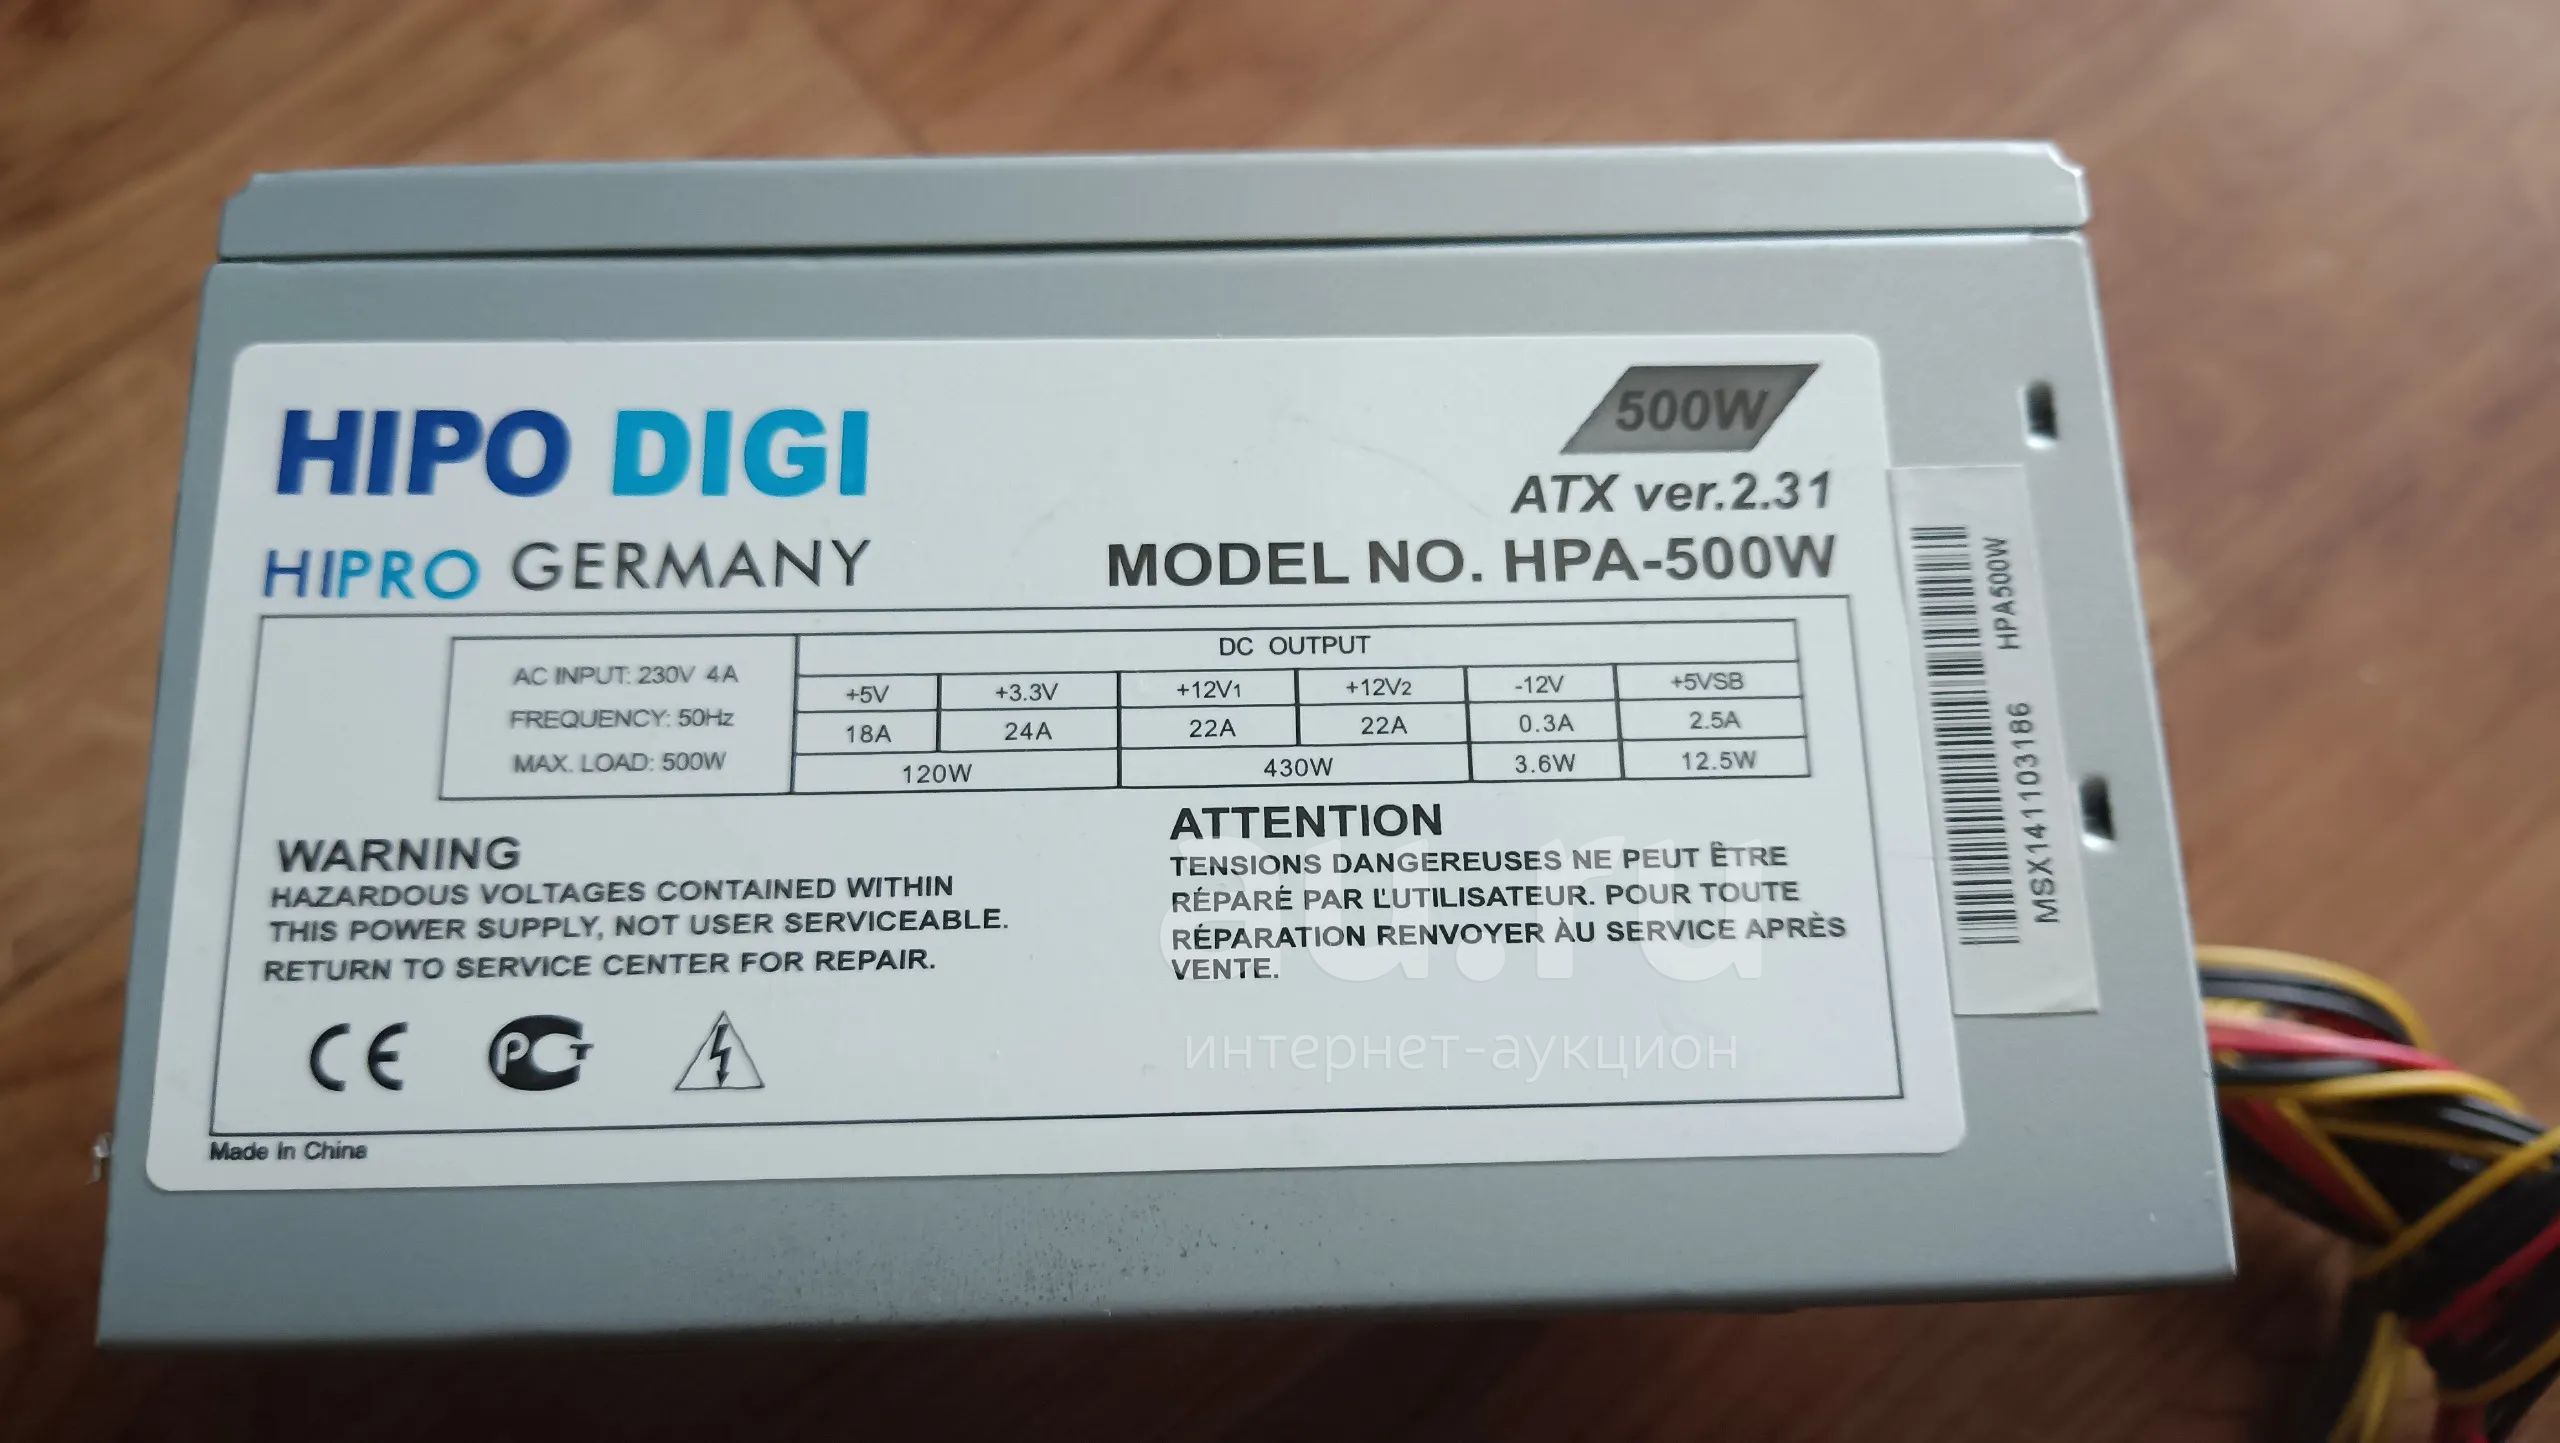 HIPO DIGI
HIPRO GERMANY
500W
ATX ver.2.31
MODEL NO. HPA-500W
AC INPUT: 230V 4A
FREQUENCY: 50Hz
MAX. LOAD: 500W
DC OUTPUT
+5V +3.3V +12V1 +12V2 -12V +5VSB
18A 24A 22A 22A 0.3A 2.5A
120W 430W 3.6W 12.5W
WARNING
HAZARDOUS VOLTAGES CONTAINED WITHIN
THIS POWER SUPPLY, NOT USER SERVICEABLE.
RETURN TO SERVICE CENTER FOR REPAIR.
ATTENTION
TENSIONS DANGEREUSES NE PEUT ÊTRE
RÉPARÉ PAR L'UTILISATEUR. POUR TOUTE
RÉPARATION RENVOYER ÀU SERVICE APRÈS
VENTE.
CE PCT
Made In China
HPA500W
MSX141103186
au.ru
интернет-аукцион